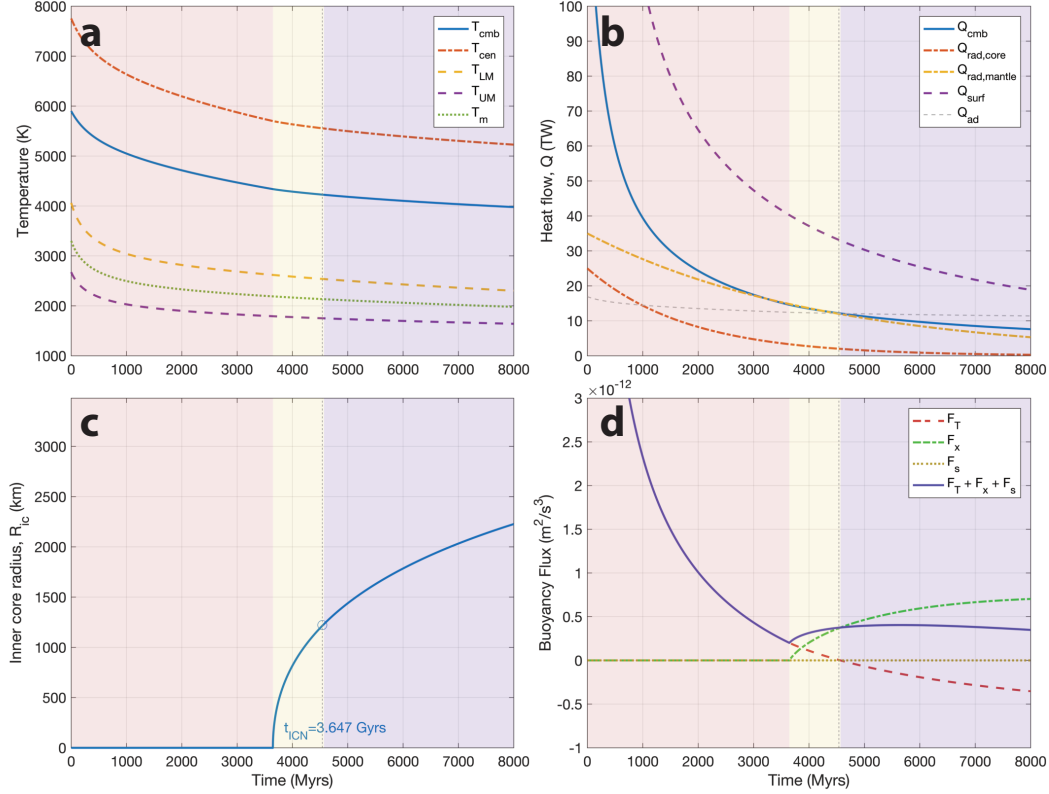 a
8000
7000
6000
5000
4000
3000
2000
1000
0 1000 2000 3000 4000 5000 6000 7000 8000
Temperature (K)
T_cmb
T_cen
T_LM
T_UM
T_m
b
100
90
80
70
60
50
40
30
20
10
0
0 1000 2000 3000 4000 5000 6000 7000 8000
Heat flow, Q (TW)
Q_cmb
Q_rad,core
Q_rad,mantle
Q_surf
Q_ad
c
3000
2500
2000
1500
1000
500
0
0 1000 2000 3000 4000 5000 6000 7000 8000
Inner core radius, R_ic (km)
t_ICN=3.647 Gyrs
Time (Myrs)
×10^-12
d
3
2.5
2
1.5
1
0.5
0
-0.5
-1
0 1000 2000 3000 4000 5000 6000 7000 8000
Buoyancy Flux (m²/s³)
F_T
F_x
F_s
F_T + F_x + F_s
Time (Myrs)